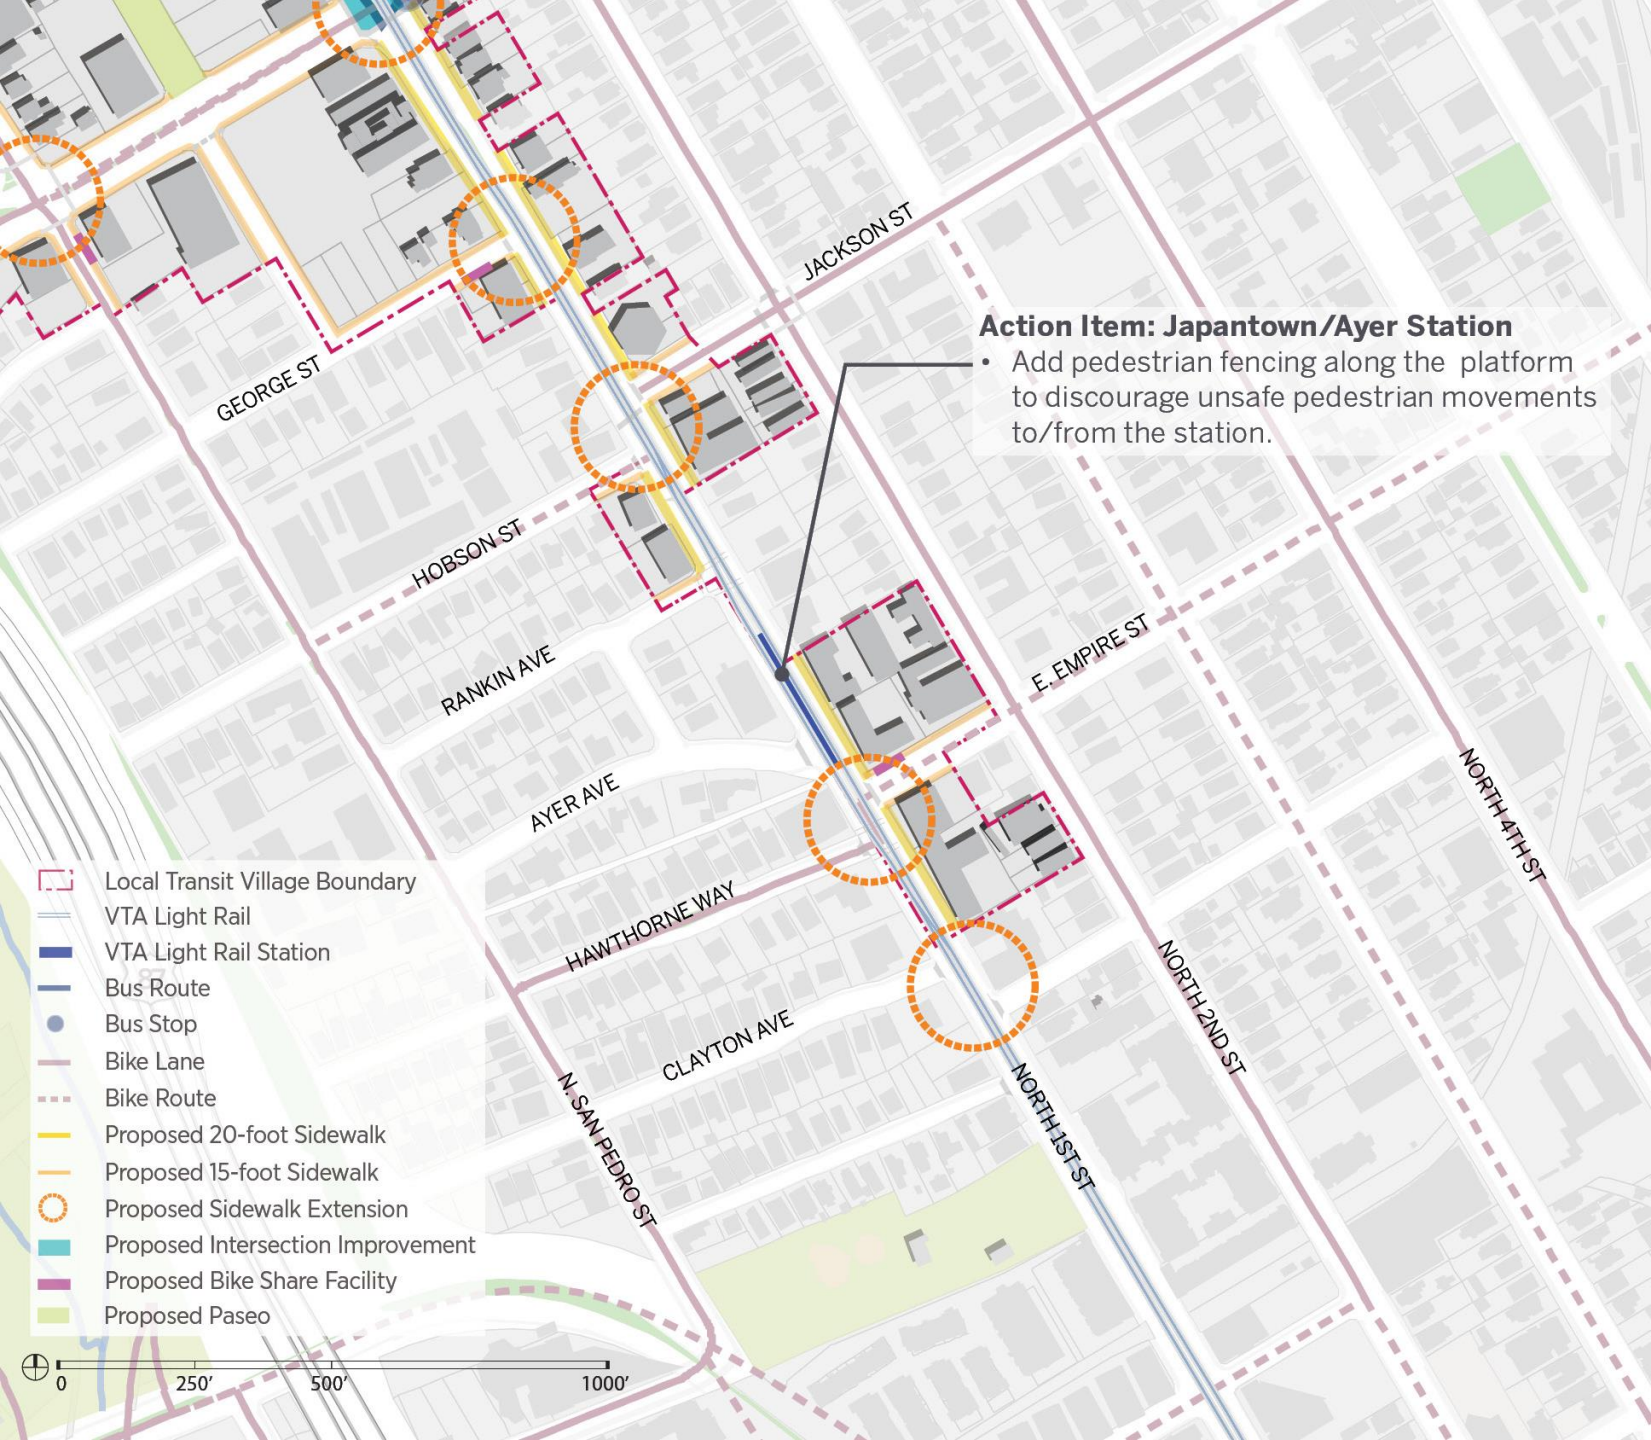 JACKSON ST
Action Item: Japantown/Ayer Station
• Add pedestrian fencing along the platform
to discourage unsafe pedestrian movements
to/from the station.
GEORGE ST
HOBSON ST
E. EMPIRE ST
RANKIN AVE
AYER AVE
NORTH 4TH ST
HAWTHORNE WAY
NORTH 2ND ST
CLAYTON AVE
NORTH 1ST ST
N. SAN PEDRO ST
87
Local Transit Village Boundary
VTA Light Rail
VTA Light Rail Station
Bus Route
Bus Stop
Bike Lane
Bike Route
Proposed 20-foot Sidewalk
Proposed 15-foot Sidewalk
Proposed Sidewalk Extension
Proposed Intersection Improvement
Proposed Bike Share Facility
Proposed Paseo
0 250' 500' 1000'